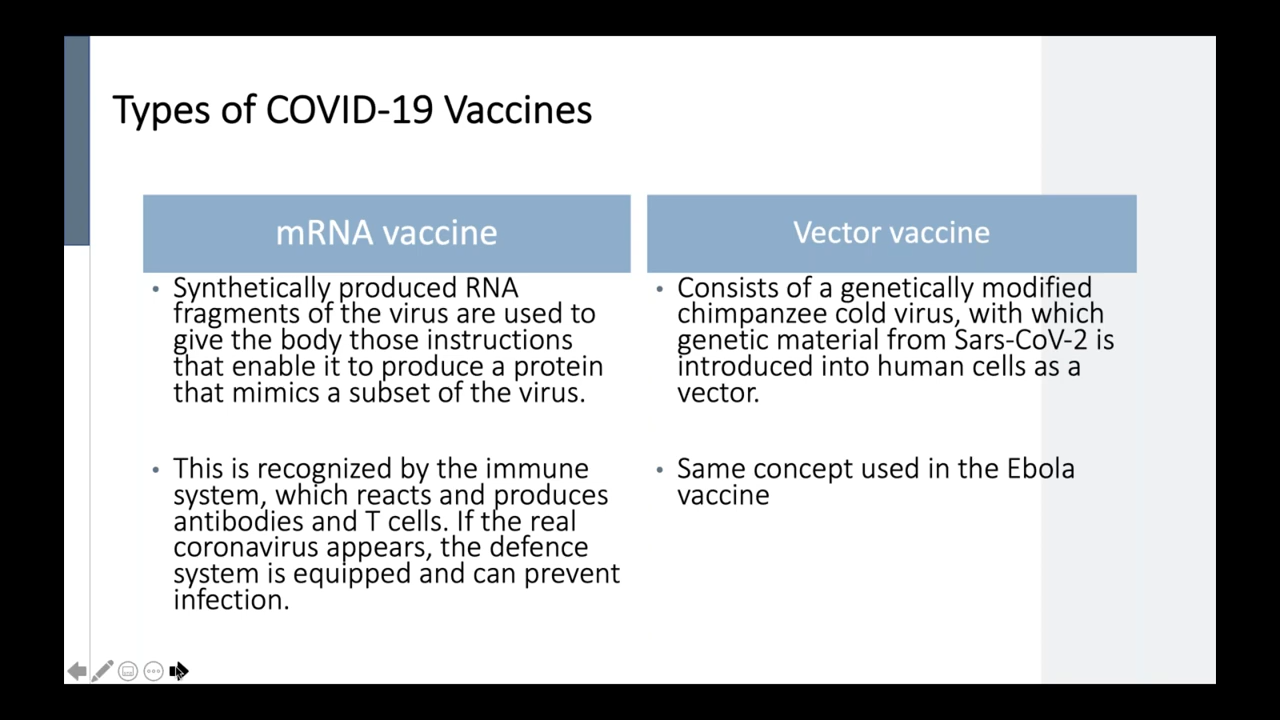 Types of COVID-19 Vaccines
mRNA vaccine
• Synthetically produced RNA
fragments of the virus are used to
give the body those instructions
that enable it to produce a protein
that mimics a subset of the virus.
• This is recognized by the immune
system, which reacts and produces
antibodies and T cells. If the real
coronavirus appears, the defence
system is equipped and can prevent
infection.
Vector vaccine
• Consists of a genetically modified
chimpanzee cold virus, with which
genetic material from Sars-CoV-2 is
introduced into human cells as a
vector.
• Same concept used in the Ebola
vaccine